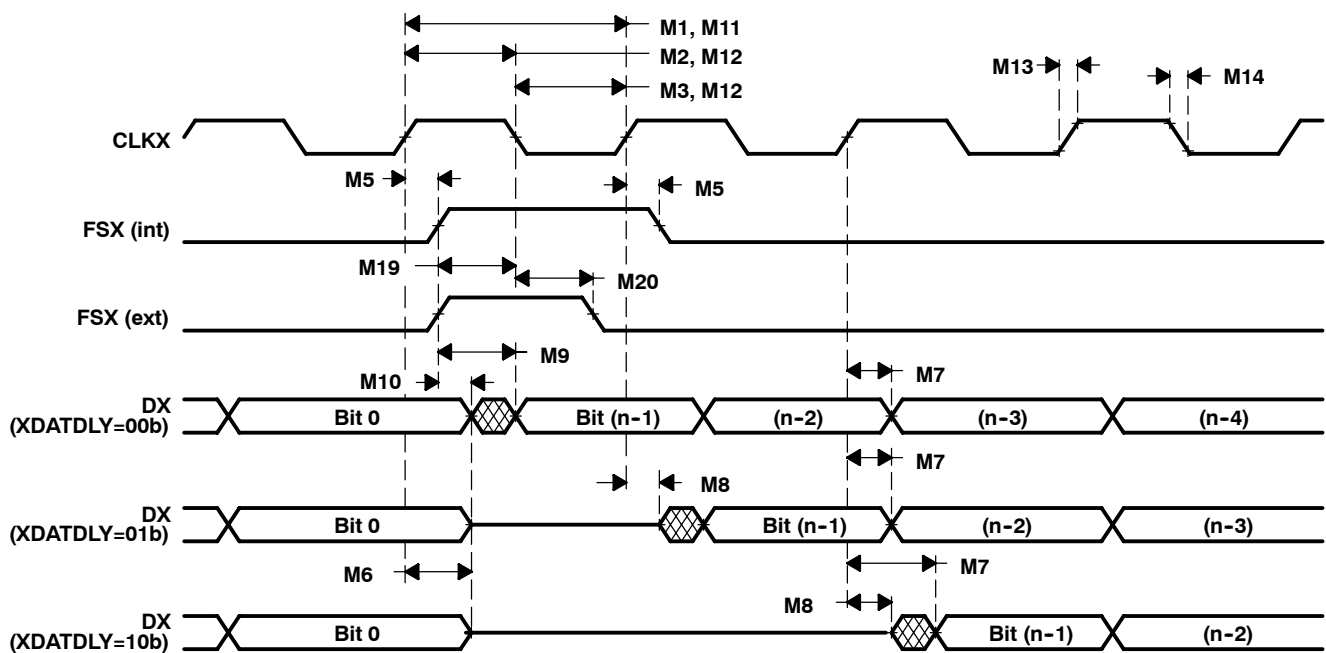 M1, M11
M2, M12
M13
M14
M3, M12
CLKX
M5
M5
FSX (int)
M19
M20
FSX (ext)
M9
M10
M7
DX
(XDATDLY=00b)
Bit 0
Bit (n-1)
(n-2)
(n-3)
(n-4)
M7
M8
DX
(XDATDLY=01b)
Bit 0
Bit (n-1)
(n-2)
(n-3)
M6
M7
M8
DX
(XDATDLY=10b)
Bit 0
Bit (n-1)
(n-2)